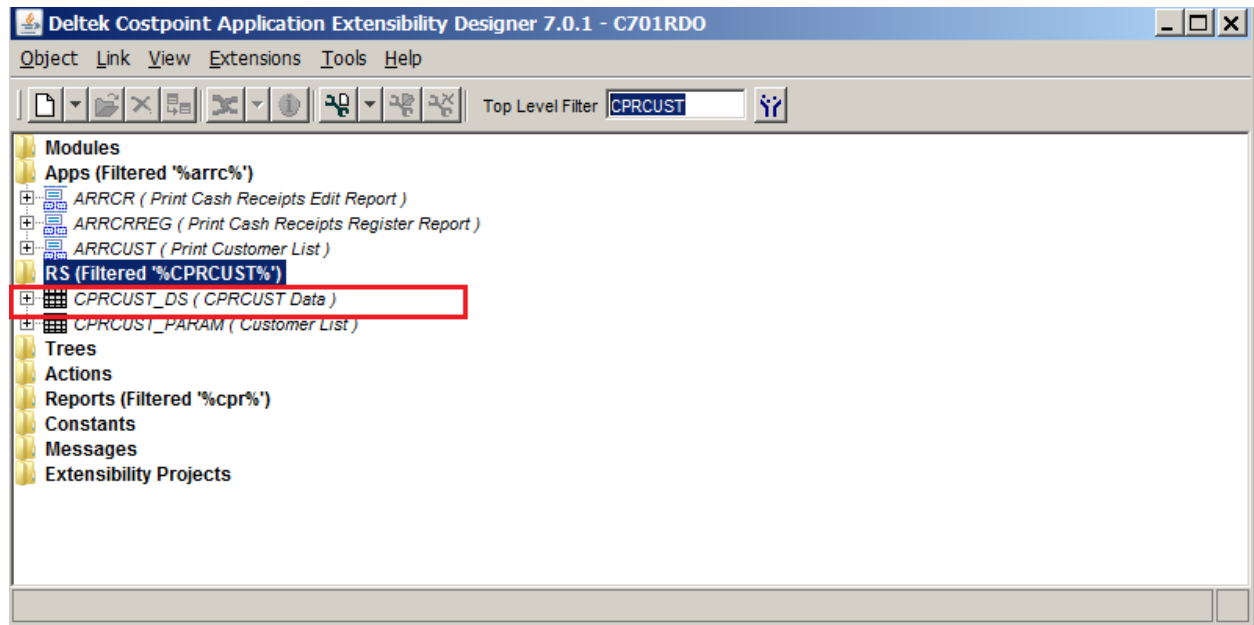 Deltek Costpoint Application Extensibility Designer 7.0.1 - C701RDO
Object Link View Extensions Tools Help
Top Level Filter CPRCUST
Modules
Apps (Filtered '%arrc%')
ARRCR ( Print Cash Receipts Edit Report )
ARRCRREG ( Print Cash Receipts Register Report )
ARRCUST ( Print Customer List )
RS (Filtered '%CPRCUST%')
CPRCUST_DS ( CPRCUST Data )
CPRCUST_PARAM ( Customer List )
Trees
Actions
Reports (Filtered '%cpr%')
Constants
Messages
Extensibility Projects